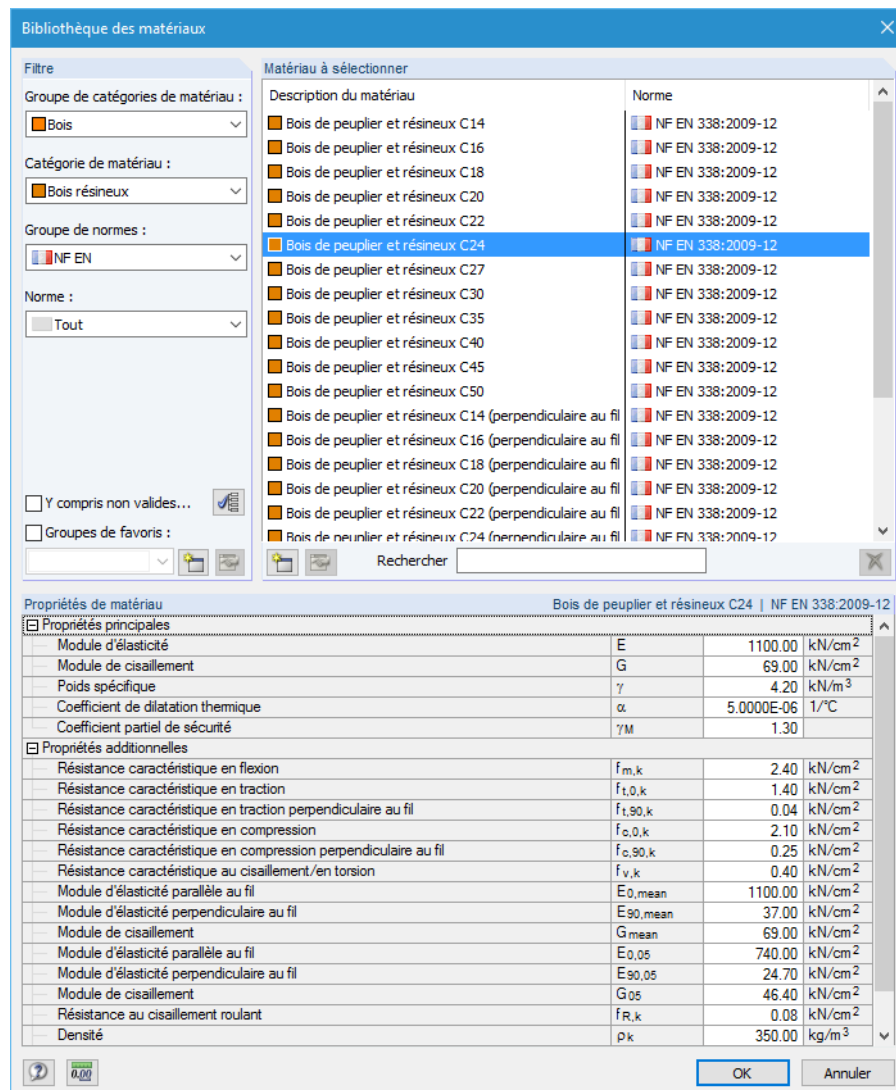 Bibliothèque des matériaux
Filtre
Groupe de catégories de matériau :
Bois
Catégorie de matériau :
Bois résineux
Groupe de normes :
NF EN
Norme :
Tout
Y compris non valides...
Groupes de favoris :
Matériau à sélectionner
Description du matériau Norme
Bois de peuplier et résineux C14 NF EN 338:2009-12
Bois de peuplier et résineux C16 NF EN 338:2009-12
Bois de peuplier et résineux C18 NF EN 338:2009-12
Bois de peuplier et résineux C20 NF EN 338:2009-12
Bois de peuplier et résineux C22 NF EN 338:2009-12
Bois de peuplier et résineux C24 NF EN 338:2009-12
Bois de peuplier et résineux C27 NF EN 338:2009-12
Bois de peuplier et résineux C30 NF EN 338:2009-12
Bois de peuplier et résineux C35 NF EN 338:2009-12
Bois de peuplier et résineux C40 NF EN 338:2009-12
Bois de peuplier et résineux C45 NF EN 338:2009-12
Bois de peuplier et résineux C50 NF EN 338:2009-12
Bois de peuplier et résineux C14 (perpendiculaire au fil NF EN 338:2009-12
Bois de peuplier et résineux C16 (perpendiculaire au fil NF EN 338:2009-12
Bois de peuplier et résineux C18 (perpendiculaire au fil NF EN 338:2009-12
Bois de peuplier et résineux C20 (perpendiculaire au fil NF EN 338:2009-12
Bois de peuplier et résineux C22 (perpendiculaire au fil NF EN 338:2009-12
Bois de peuplier et résineux C24 (perpendiculaire au fil NF EN 338:2009-12
Rechercher
Propriétés de matériau Bois de peuplier et résineux C24 | NF EN 338:2009-12
Propriétés principales
Module d'élasticité E 1100.00 kN/cm²
Module de cisaillement G 69.00 kN/cm²
Poids spécifique γ 4.20 kN/m³
Coefficient de dilatation thermique α 5.0000E-06 1/°C
Coefficient partiel de sécurité γM 1.30
Propriétés additionnelles
Résistance caractéristique en flexion fm,k 2.40 kN/cm²
Résistance caractéristique en traction ft,0,k 1.40 kN/cm²
Résistance caractéristique en traction perpendiculaire au fil ft,90,k 0.04 kN/cm²
Résistance caractéristique en compression fc,0,k 2.10 kN/cm²
Résistance caractéristique en compression perpendiculaire au fil fc,90,k 0.25 kN/cm²
Résistance caractéristique au cisaillement/en torsion fv,k 0.40 kN/cm²
Module d'élasticité parallèle au fil E0,mean 1100.00 kN/cm²
Module d'élasticité perpendiculaire au fil E90,mean 37.00 kN/cm²
Module de cisaillement Gmean 69.00 kN/cm²
Module d'élasticité parallèle au fil E0,05 740.00 kN/cm²
Module d'élasticité perpendiculaire au fil E90,05 24.70 kN/cm²
Module de cisaillement G05 46.40 kN/cm²
Résistance au cisaillement roulant fR,k 0.08 kN/cm²
Densité ρk 350.00 kg/m³
0.00
OK Annuler